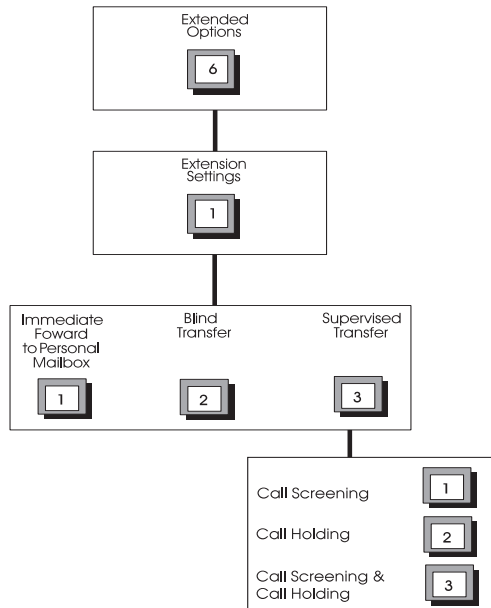 Extended
Options
6
Extension
Settings
1
Immediate
Foward
to Personal
Mailbox
1
Blind
Transfer
2
Supervised
Transfer
3
Call Screening
1
Call Holding
2
Call Screening &
Call Holding
3